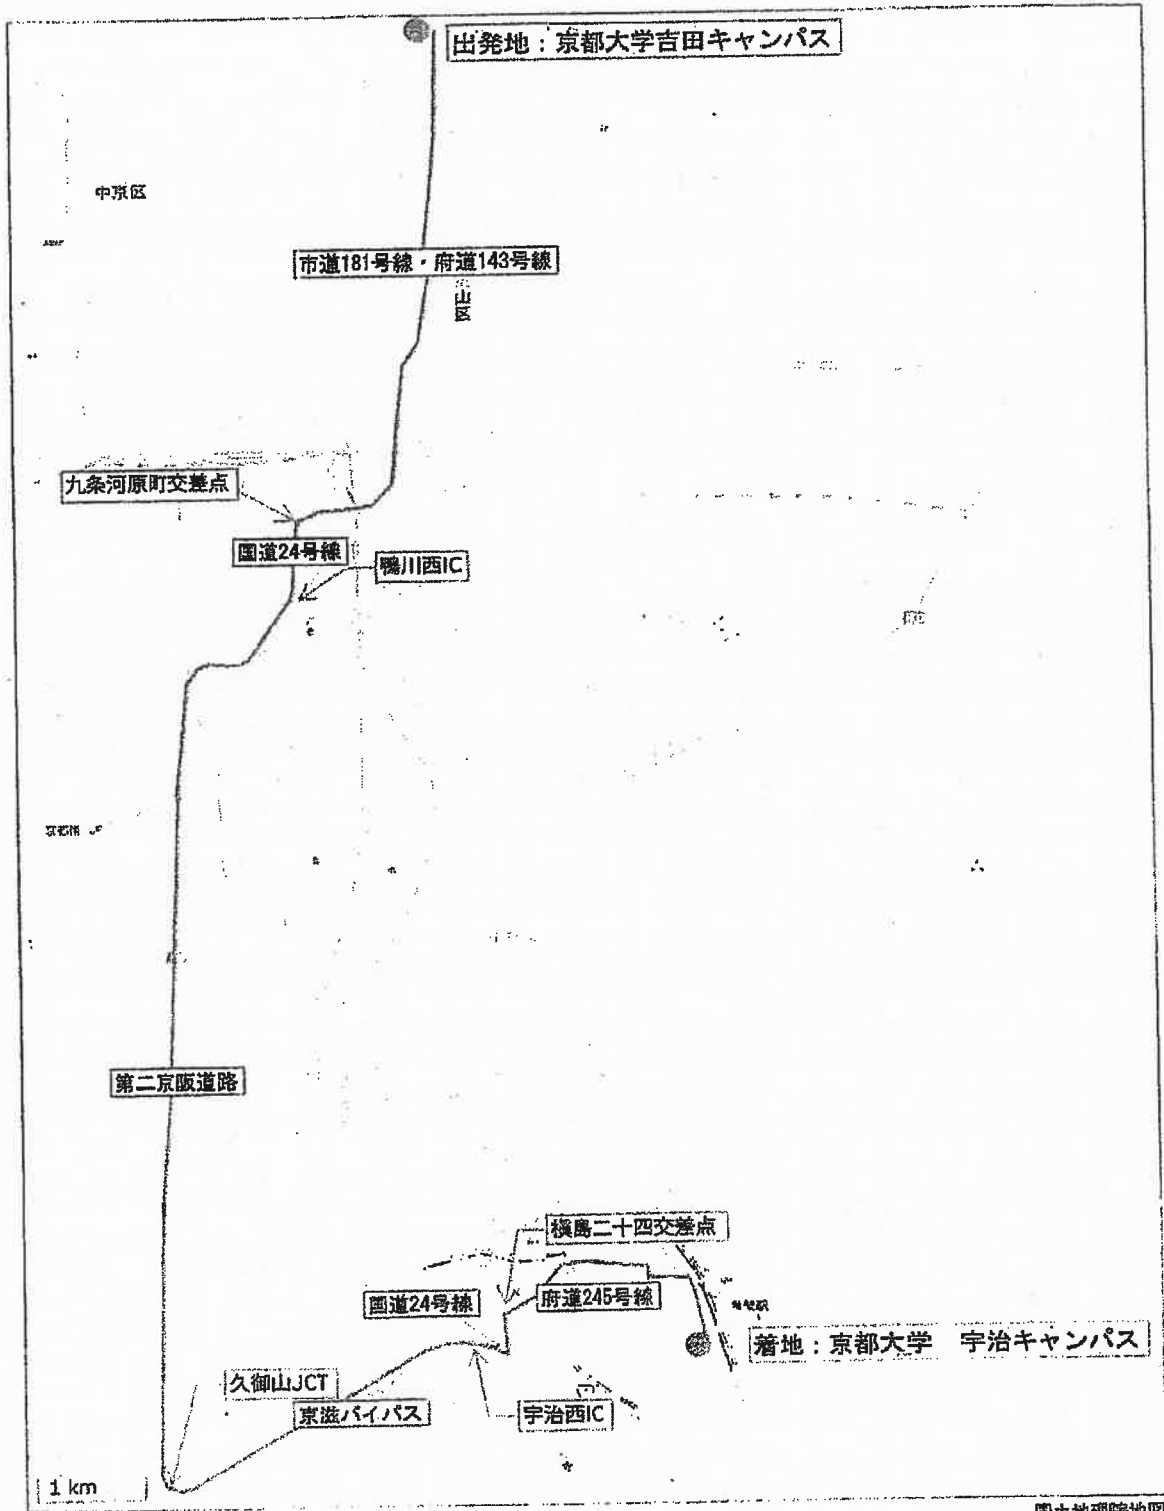 出発地：京都大学吉田キャンパス
中京区
市道181号線・府道143号線
山区
九条河原町交差点
国道24号線
鴨川西IC
第二京阪道路
槇島二十四交差点
国道24号線
府道245号線
着地：京都大学　宇治キャンパス
久御山JCT
京滋バイパス
宇治西IC
1 km